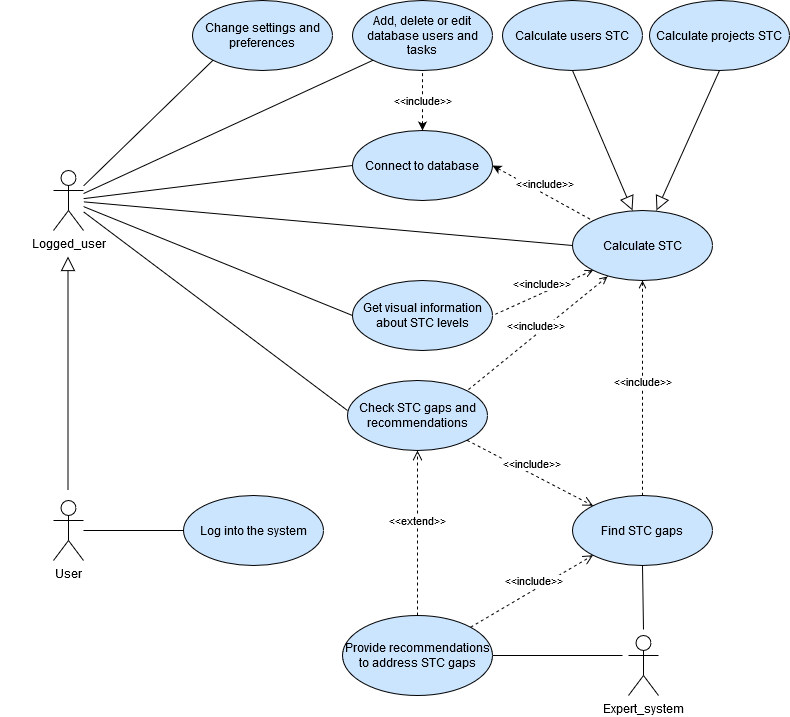 Change settings and
preferences
Add, delete or edit
database users and
tasks
Calculate users STC
Calculate projects STC
<<include>>
Connect to database
<<include>>
Logged_user
Calculate STC
<<include>>
Get visual information
about STC levels
<<include>>
<<include>>
Check STC gaps and
recommendations
<<include>>
<<extend>>
Log into the system
Find STC gaps
User
<<include>>
Provide recommendations
to address STC gaps
Expert_system